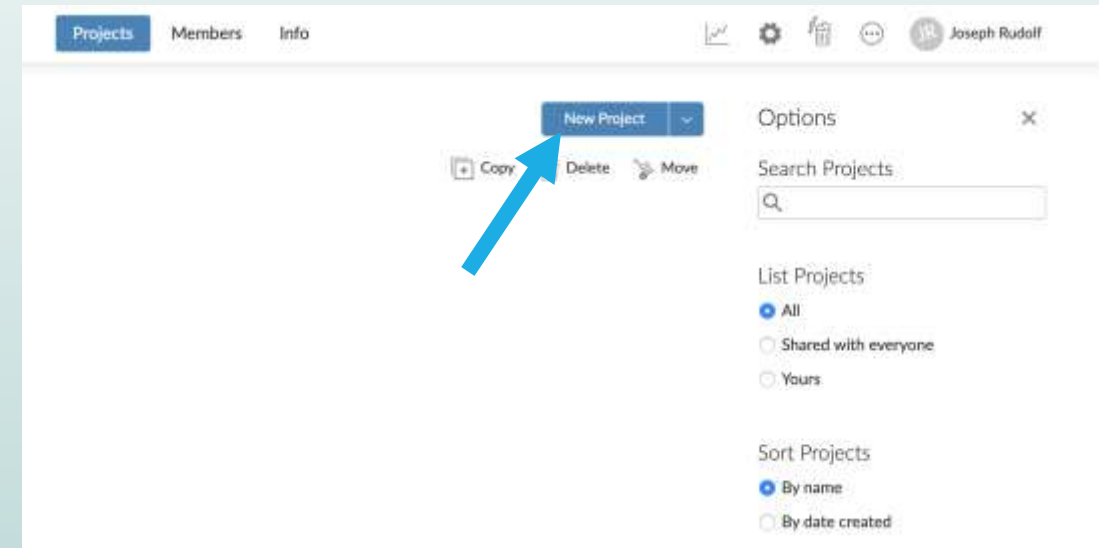 Projects Members Info JR Joseph Rudolf
New Project
Copy Delete Move
Options
Search Projects
List Projects
All
Shared with everyone
Yours
Sort Projects
By name
By date created